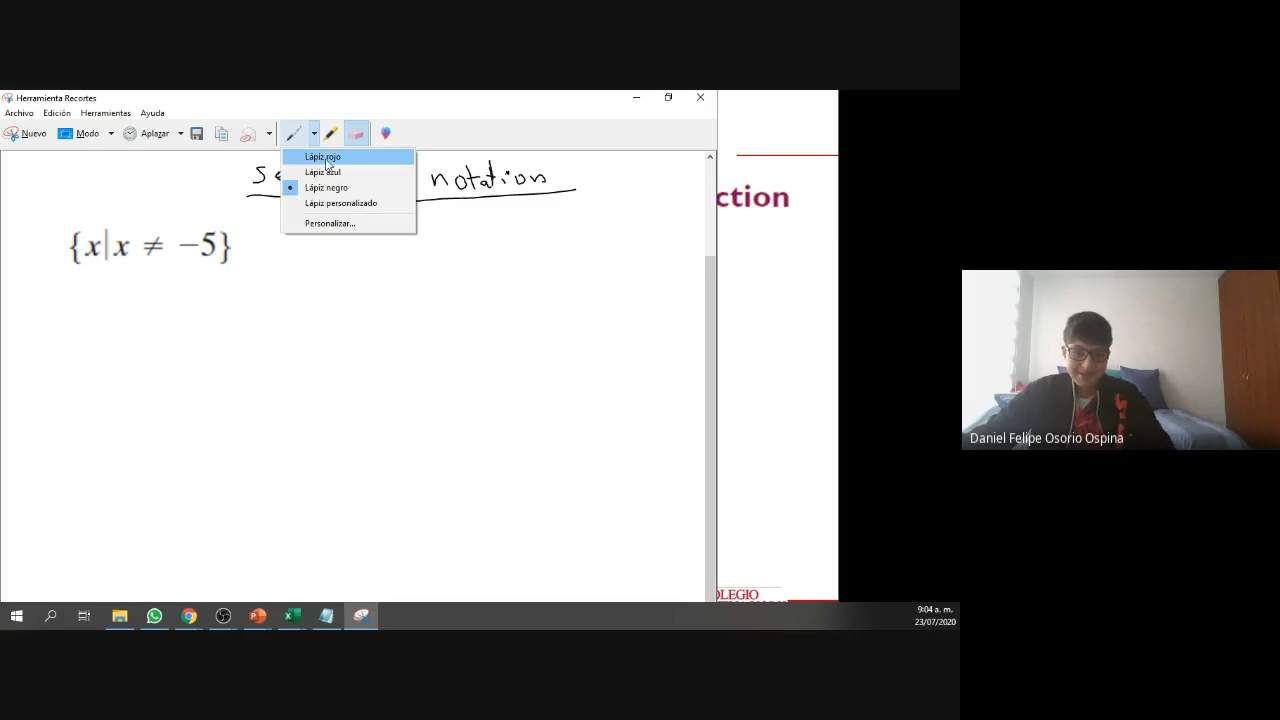 Herramienta Recortes
Archivo Edición Herramientas Ayuda
Nuevo Modo Aplazar
Lápiz rojo
Lápiz azul
Lápiz negro
Lápiz personalizado
Personalizar...
notation
ction
{x|x ≠ −5}
Daniel Felipe Osorio Ospina
OLEGIO
9:04 a. m.
23/07/2020